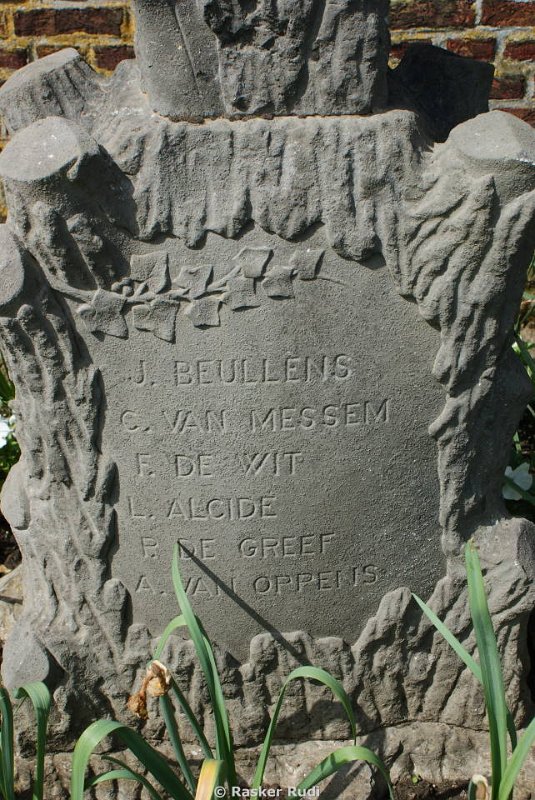 J. BEULLENS
C. VAN MESSEM
F. DE WIT
L. ALCIDE
P. DE GREEF
A. VAN OPPENS
© Rasker Rudi